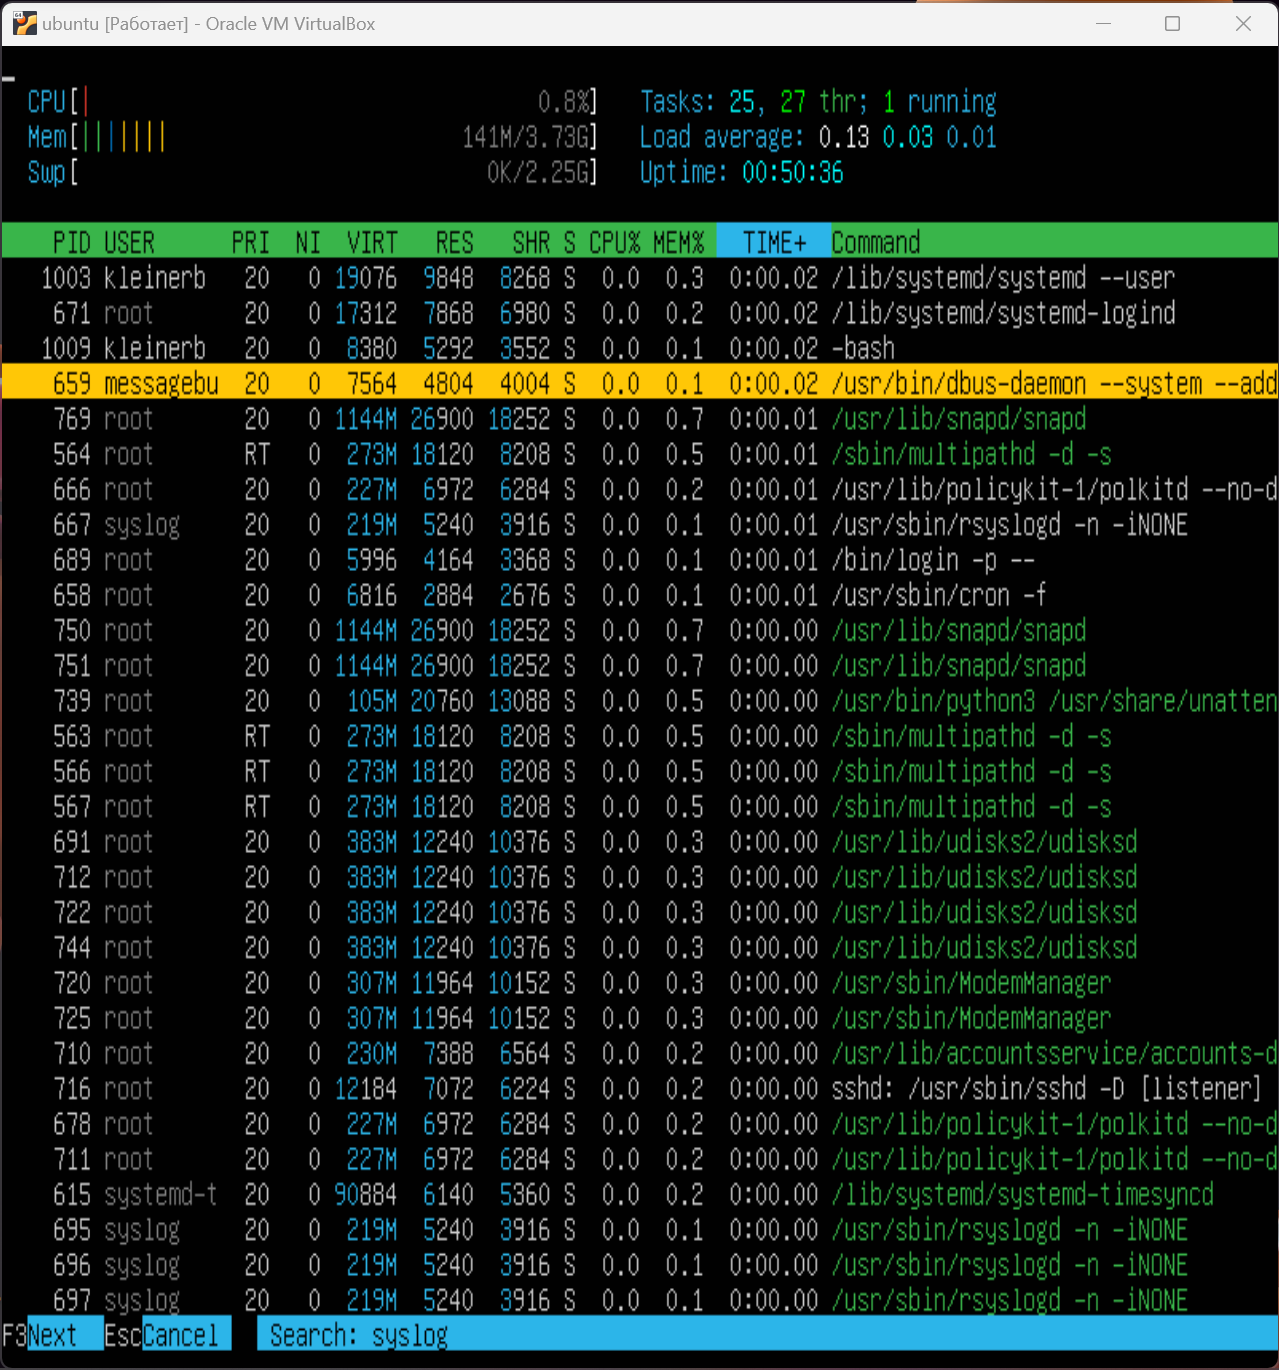 ubuntu [Работает] - Oracle VM VirtualBox
CPU[| 0.8%] Tasks: 25, 27 thr; 1 running
Mem[||||||| 141M/3.73G] Load average: 0.13 0.03 0.01
Swp[ 0K/2.25G] Uptime: 00:50:36
PID USER PRI NI VIRT RES SHR S CPU% MEM% TIME+ Command
1003 kleinerb 20 0 19076 9848 8268 S 0.0 0.3 0:00.02 /lib/systemd/systemd --user
671 root 20 0 17312 7868 6980 S 0.0 0.2 0:00.02 /lib/systemd/systemd-logind
1009 kleinerb 20 0 8380 5292 3552 S 0.0 0.1 0:00.02 -bash
659 messagebu 20 0 7564 4804 4004 S 0.0 0.1 0:00.02 /usr/bin/dbus-daemon --system --add
769 root 20 0 1144M 26900 18252 S 0.0 0.7 0:00.01 /usr/lib/snapd/snapd
564 root RT 0 273M 18120 8208 S 0.0 0.5 0:00.01 /sbin/multipathd -d -s
666 root 20 0 227M 6972 6284 S 0.0 0.2 0:00.01 /usr/lib/policykit-1/polkitd --no-d
667 syslog 20 0 219M 5240 3916 S 0.0 0.1 0:00.01 /usr/sbin/rsyslogd -n -iNONE
689 root 20 0 5996 4164 3368 S 0.0 0.1 0:00.01 /bin/login -p --
658 root 20 0 6816 2884 2676 S 0.0 0.1 0:00.01 /usr/sbin/cron -f
750 root 20 0 1144M 26900 18252 S 0.0 0.7 0:00.00 /usr/lib/snapd/snapd
751 root 20 0 1144M 26900 18252 S 0.0 0.7 0:00.00 /usr/lib/snapd/snapd
739 root 20 0 105M 20760 13088 S 0.0 0.5 0:00.00 /usr/bin/python3 /usr/share/unatten
563 root RT 0 273M 18120 8208 S 0.0 0.5 0:00.00 /sbin/multipathd -d -s
566 root RT 0 273M 18120 8208 S 0.0 0.5 0:00.00 /sbin/multipathd -d -s
567 root RT 0 273M 18120 8208 S 0.0 0.5 0:00.00 /sbin/multipathd -d -s
691 root 20 0 383M 12240 10376 S 0.0 0.3 0:00.00 /usr/lib/udisks2/udisksd
712 root 20 0 383M 12240 10376 S 0.0 0.3 0:00.00 /usr/lib/udisks2/udisksd
722 root 20 0 383M 12240 10376 S 0.0 0.3 0:00.00 /usr/lib/udisks2/udisksd
744 root 20 0 383M 12240 10376 S 0.0 0.3 0:00.00 /usr/lib/udisks2/udisksd
720 root 20 0 307M 11964 10152 S 0.0 0.3 0:00.00 /usr/sbin/ModemManager
725 root 20 0 307M 11964 10152 S 0.0 0.3 0:00.00 /usr/sbin/ModemManager
710 root 20 0 230M 7388 6564 S 0.0 0.2 0:00.00 /usr/lib/accountsservice/accounts-d
716 root 20 0 12184 7072 6224 S 0.0 0.2 0:00.00 sshd: /usr/sbin/sshd -D [listener]
678 root 20 0 227M 6972 6284 S 0.0 0.2 0:00.00 /usr/lib/policykit-1/polkitd --no-d
711 root 20 0 227M 6972 6284 S 0.0 0.2 0:00.00 /usr/lib/policykit-1/polkitd --no-d
615 systemd-t 20 0 90884 6140 5360 S 0.0 0.2 0:00.00 /lib/systemd/systemd-timesyncd
695 syslog 20 0 219M 5240 3916 S 0.0 0.1 0:00.00 /usr/sbin/rsyslogd -n -iNONE
696 syslog 20 0 219M 5240 3916 S 0.0 0.1 0:00.00 /usr/sbin/rsyslogd -n -iNONE
697 syslog 20 0 219M 5240 3916 S 0.0 0.1 0:00.00 /usr/sbin/rsyslogd -n -iNONE
F3Next EscCancel Search: syslog